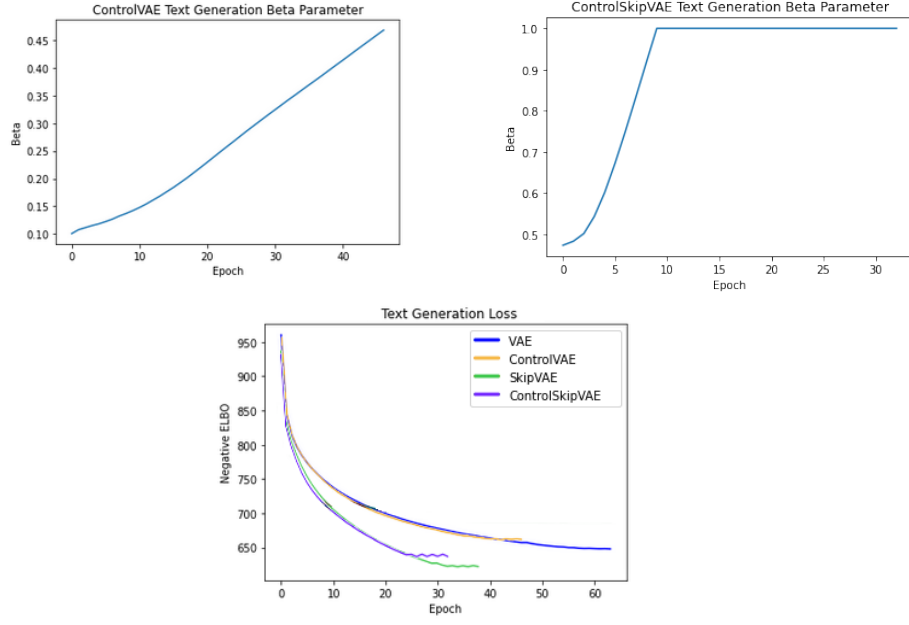 ControlVAE Text Generation Beta Parameter
0.45
0.40
0.35
0.30
0.25
0.20
0.15
0.10
Beta
0 10 20 30 40
Epoch
ControlSkipVAE Text Generation Beta Parameter
1.0
0.9
0.8
0.7
0.6
0.5
Beta
0 5 10 15 20 25 30
Epoch
Text Generation Loss
950
900
850
800
750
700
650
Negative ELBO
VAE
ControlVAE
SkipVAE
ControlSkipVAE
0 10 20 30 40 50 60
Epoch